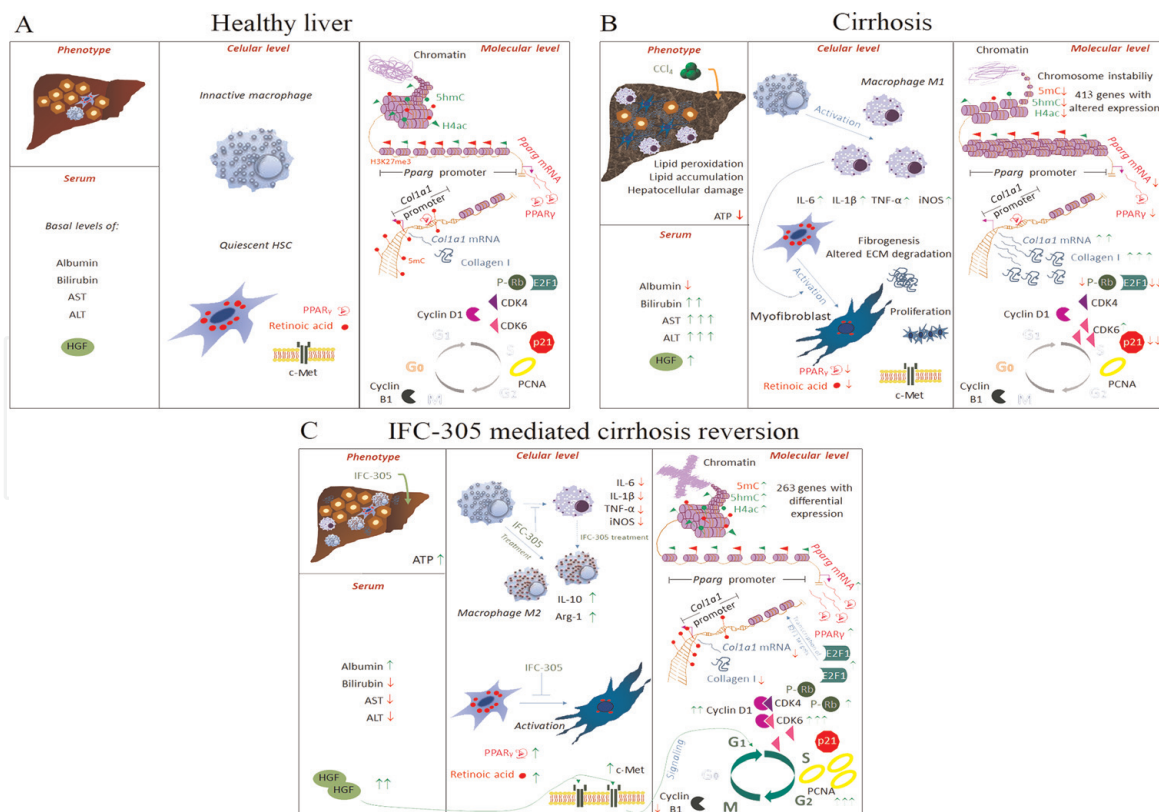 A Healthy liver
Phenotype
Serum
Basal levels of:
Albumin
Bilirubin
AST
ALT
HGF
Celular level
Innactive macrophage
Quiescent HSC
PPARγ
Retinoic acid
c-Met
Molecular level
Chromatin
5hmC
H4ac
H3K27me3
Pparg promoter
Pparg mRNA
PPARγ
Col1a1
promoter
Col1a1 mRNA
5mC
Collagen I
P- Rb E2F1
CDK4
Cyclin D1
CDK6
p21
G1
S
G0
G2
M
PCNA
Cyclin
B1
B Cirrhosis
Phenotype
CCl4
Lipid peroxidation
Lipid accumulation
Hepatocellular damage
ATP ↓
Serum
Albumin ↓
Bilirubin ↑↑
AST ↑↑↑
ALT ↑↑↑
HGF ↑
Celular level
Macrophage M1
Activation
IL-6 ↑ IL-1β ↑ TNF-α ↑ iNOS ↑
Fibrogenesis
Altered ECM degradation
Activation
Myofibroblast
Proliferation
PPARγ ↓
Retinoic acid ↓
c-Met
Molecular level
Chromatin
Chromosome instabiliy
5mC↓
5hmC↓
H4ac↓
413 genes with
altered expression
Pparg promoter
Pparg mRNA ↓
PPARγ ↓
Col1a1
promoter
Col1a1 mRNA ↑↑
Collagen I ↑↑↑
↓ P- Rb E2F1 ↓↓
CDK4
Cyclin D1
CDK6 ↑
p21 ↓↓
G1
S
G0
G2
M
PCNA
Cyclin
B1
C IFC-305 mediated cirrhosis reversion
Phenotype
IFC-305
ATP ↑
Serum
Albumin ↑
Bilirubin ↓
AST ↓
ALT ↓
HGF
HGF ↑↑
Celular level
IL-6 ↓
IL-1β ↓
TNF-α ↓
iNOS ↓
IFC-305
Treatment
IFC-305 treatment
Macrophage M2
IL-10 ↑
Arg-1 ↑
IFC-305
Activation
PPARγ ↑
Retinoic acid ↑
↑ c-Met
Molecular level
Chromatin
5mC↑
5hmC↑
H4ac↑
263 genes with
differential
expression
Pparg promoter
Pparg mRNA ↑
PPARγ ↑
Col1a1
promoter
Col1a1 mRNA ↓
Collagen I ↓
E2F1
E2F1 ↑
P- Rb
P- Rb ↑
CDK4
↑↑ Cyclin D1
CDK6 ↑↑↑
p21
Signaling
G1
S
G0
G2
M
PCNA ↑↑↑
↓ Cyclin
B1